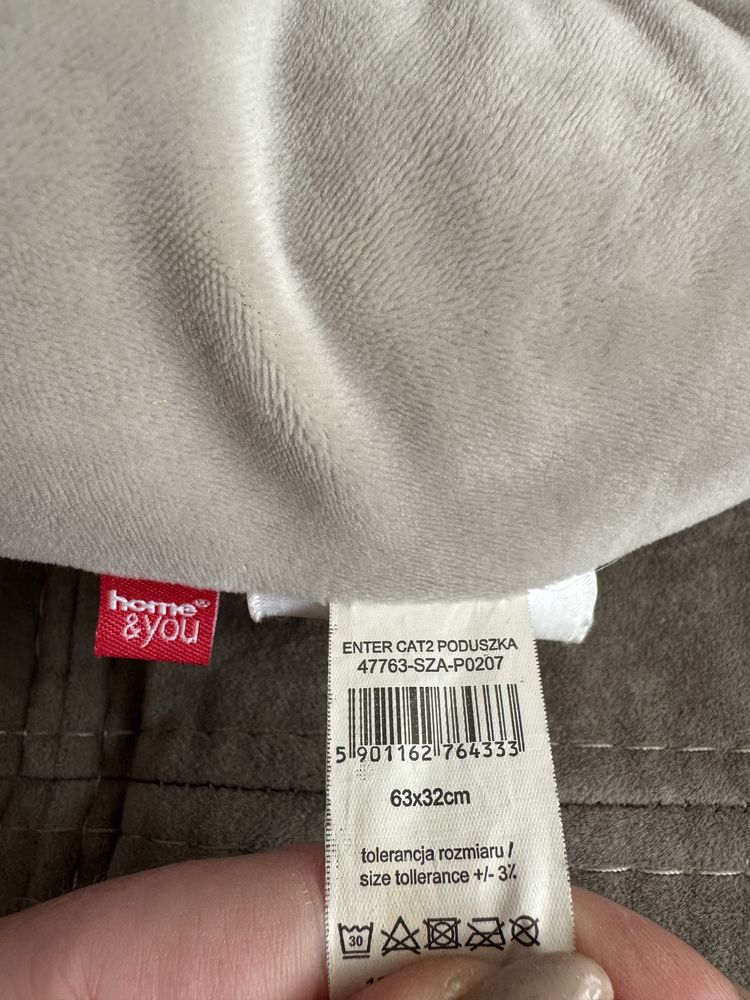 home®
&you
ENTER CAT2 PODUSZKA
47763-SZA-P0207
5 901162 764333
63x32cm
tolerancja rozmiaru /
size tollerance +/- 3%
30